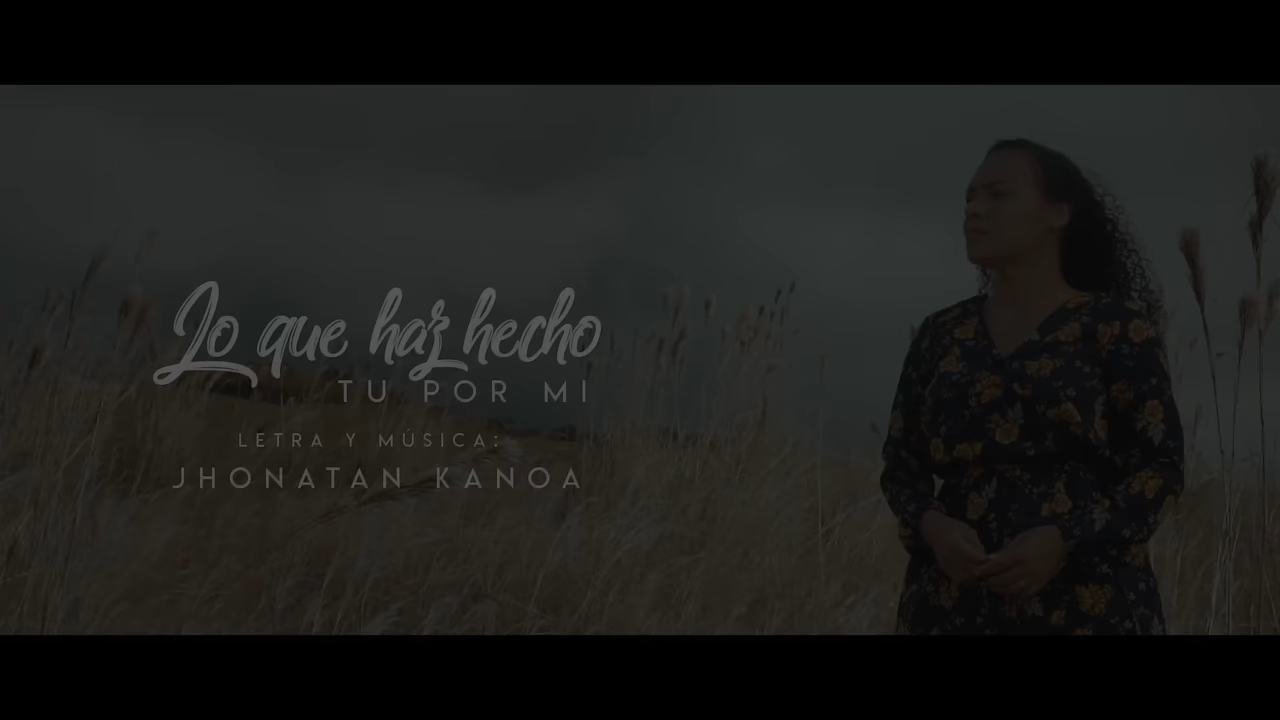 Lo que haz hecho
TU POR MI
LETRA Y MÚSICA:
JHONATAN KANOA